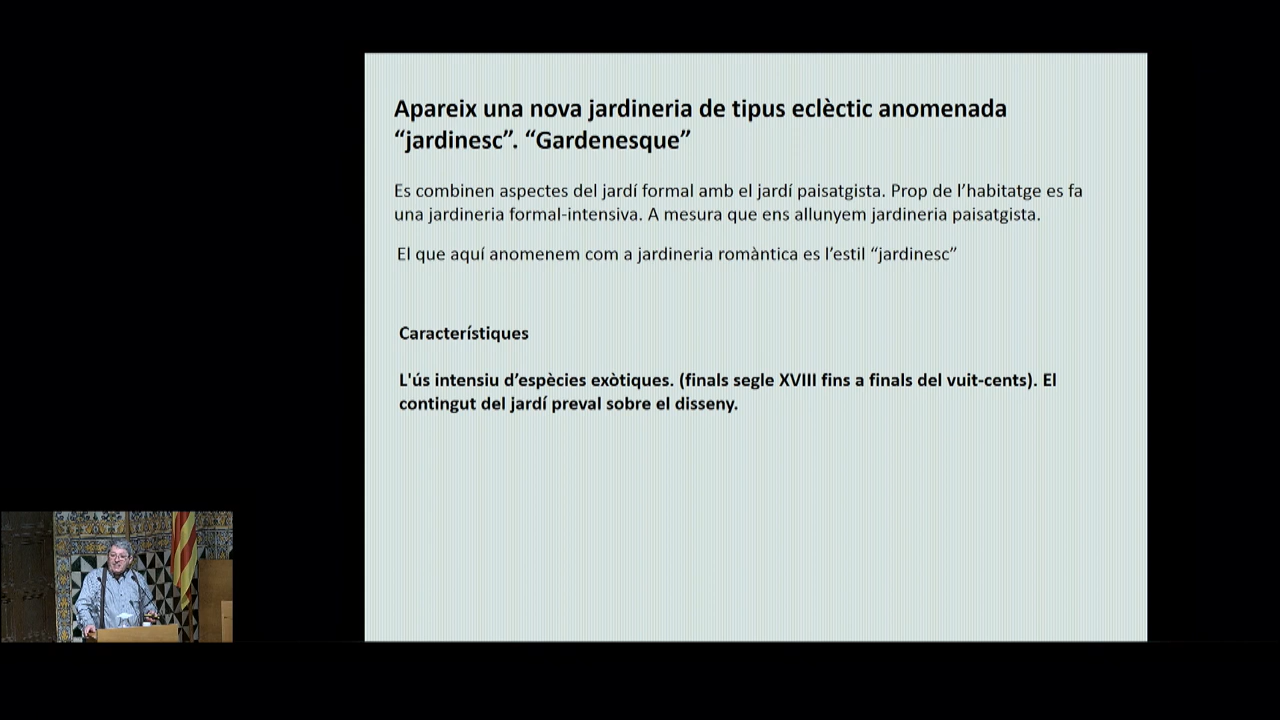 Apareix una nova jardineria de tipus eclèctic anomenada
“jardinesc”. “Gardenesque”
Es combinen aspectes del jardí formal amb el jardí paisatgista. Prop de l’habitatge es fa
una jardineria formal-intensiva. A mesura que ens allunyem jardineria paisatgista.
El que aquí anomenem com a jardineria romàntica es l’estil “jardinesc”
Característiques
L'ús intensiu d’espècies exòtiques. (finals segle XVIII fins a finals del vuit-cents). El
contingut del jardí preval sobre el disseny.